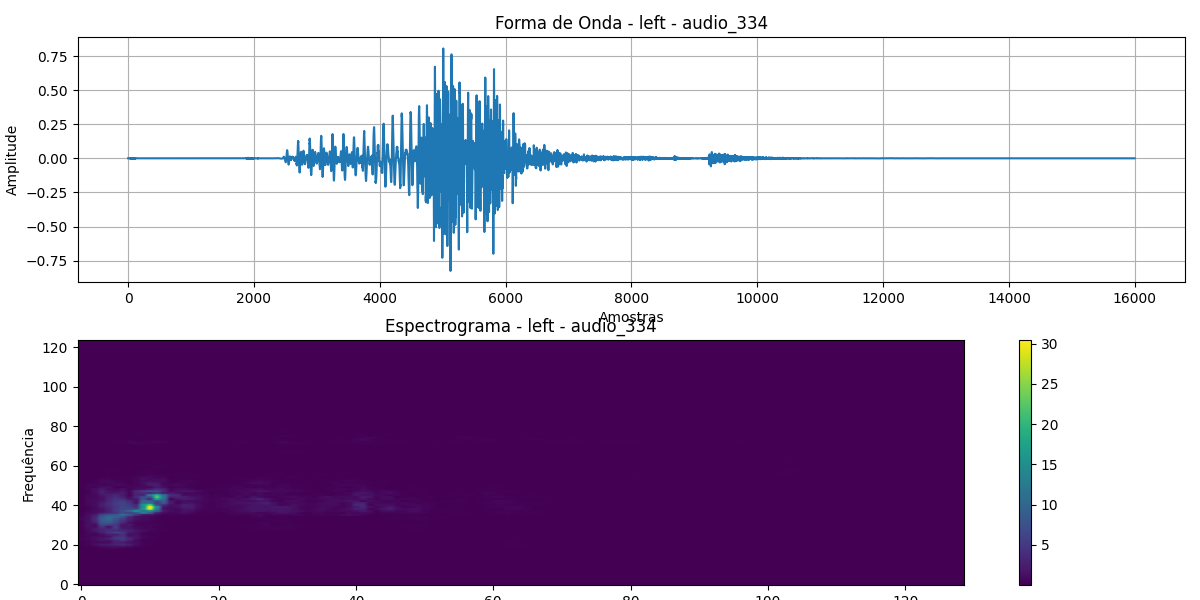 Forma de Onda - left - audio_334
Amplitude
0.75
0.50
0.25
0.00
−0.25
−0.50
−0.75
0 2000 4000 6000 8000 10000 12000 14000 16000
Amostras
Espectrograma - left - audio_334
Frequência
120
100
80
60
40
20
0
0 20 40 60 80 100 120
30
25
20
15
10
5